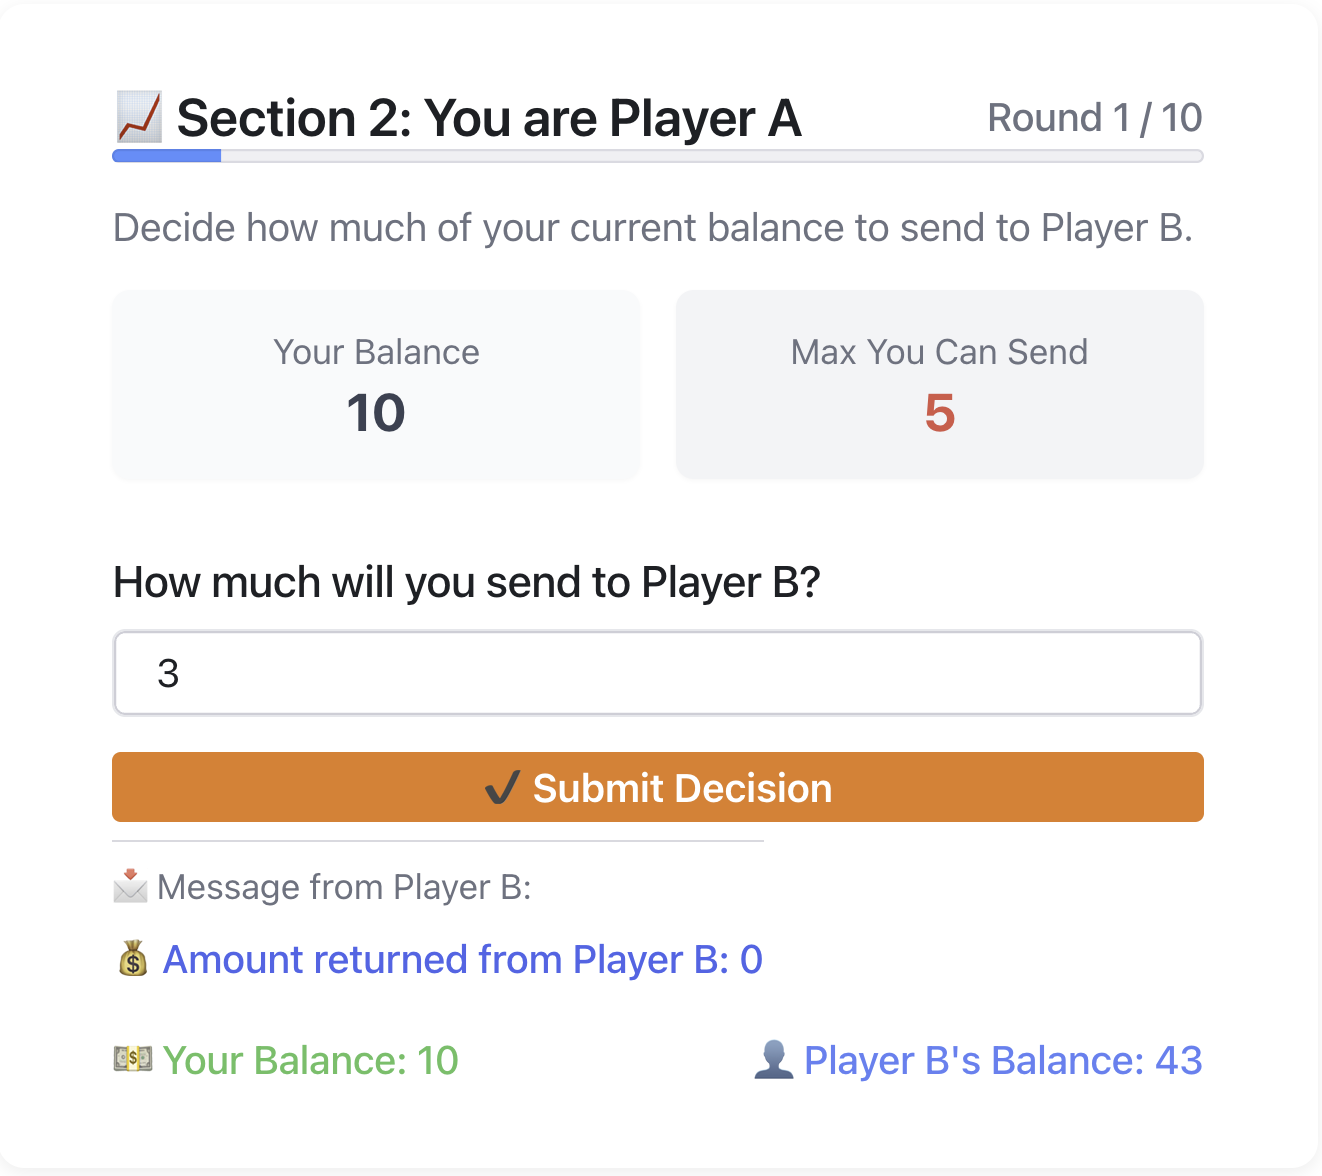 Section 2: You are Player A
Round 1 / 10
Decide how much of your current balance to send to Player B.
Your Balance
10
Max You Can Send
5
How much will you send to Player B?
3
✔ Submit Decision
Message from Player B:
Amount returned from Player B: 0
Your Balance: 10
Player B's Balance: 43